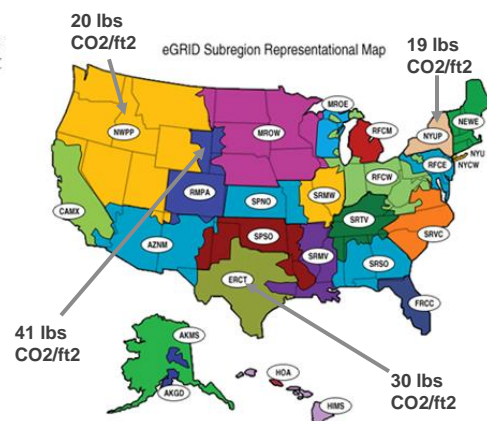 20 lbs
CO2/ft2
19 lbs
CO2/ft2
eGRID Subregion Representational Map
MROE
NEWE
NWPP
MROW
RFCM
NYUP
NYU
NYCW
RFCE
RFCW
RMPA
SPNO
SRMW
CAMX
SRTV
SRVC
AZNM
SPSO
SRMV
SRSO
ERCT
FRCC
41 lbs
CO2/ft2
AKMS
HOA
30 lbs
CO2/ft2
AKGD
HIMS